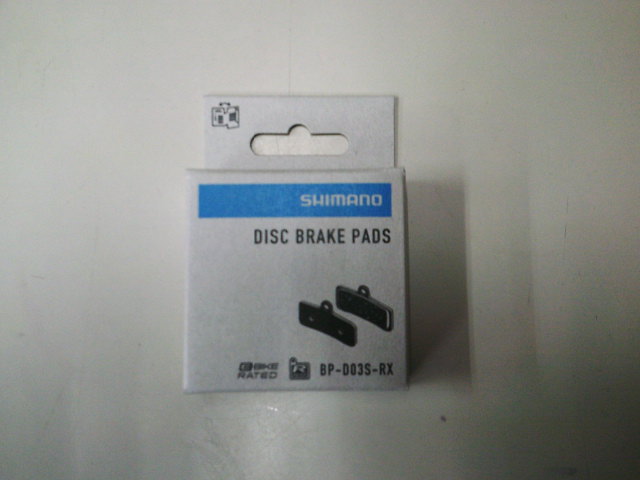 SHIMANO
DISC BRAKE PADS
E-BIKE
RATED
R
BP-D03S-RX